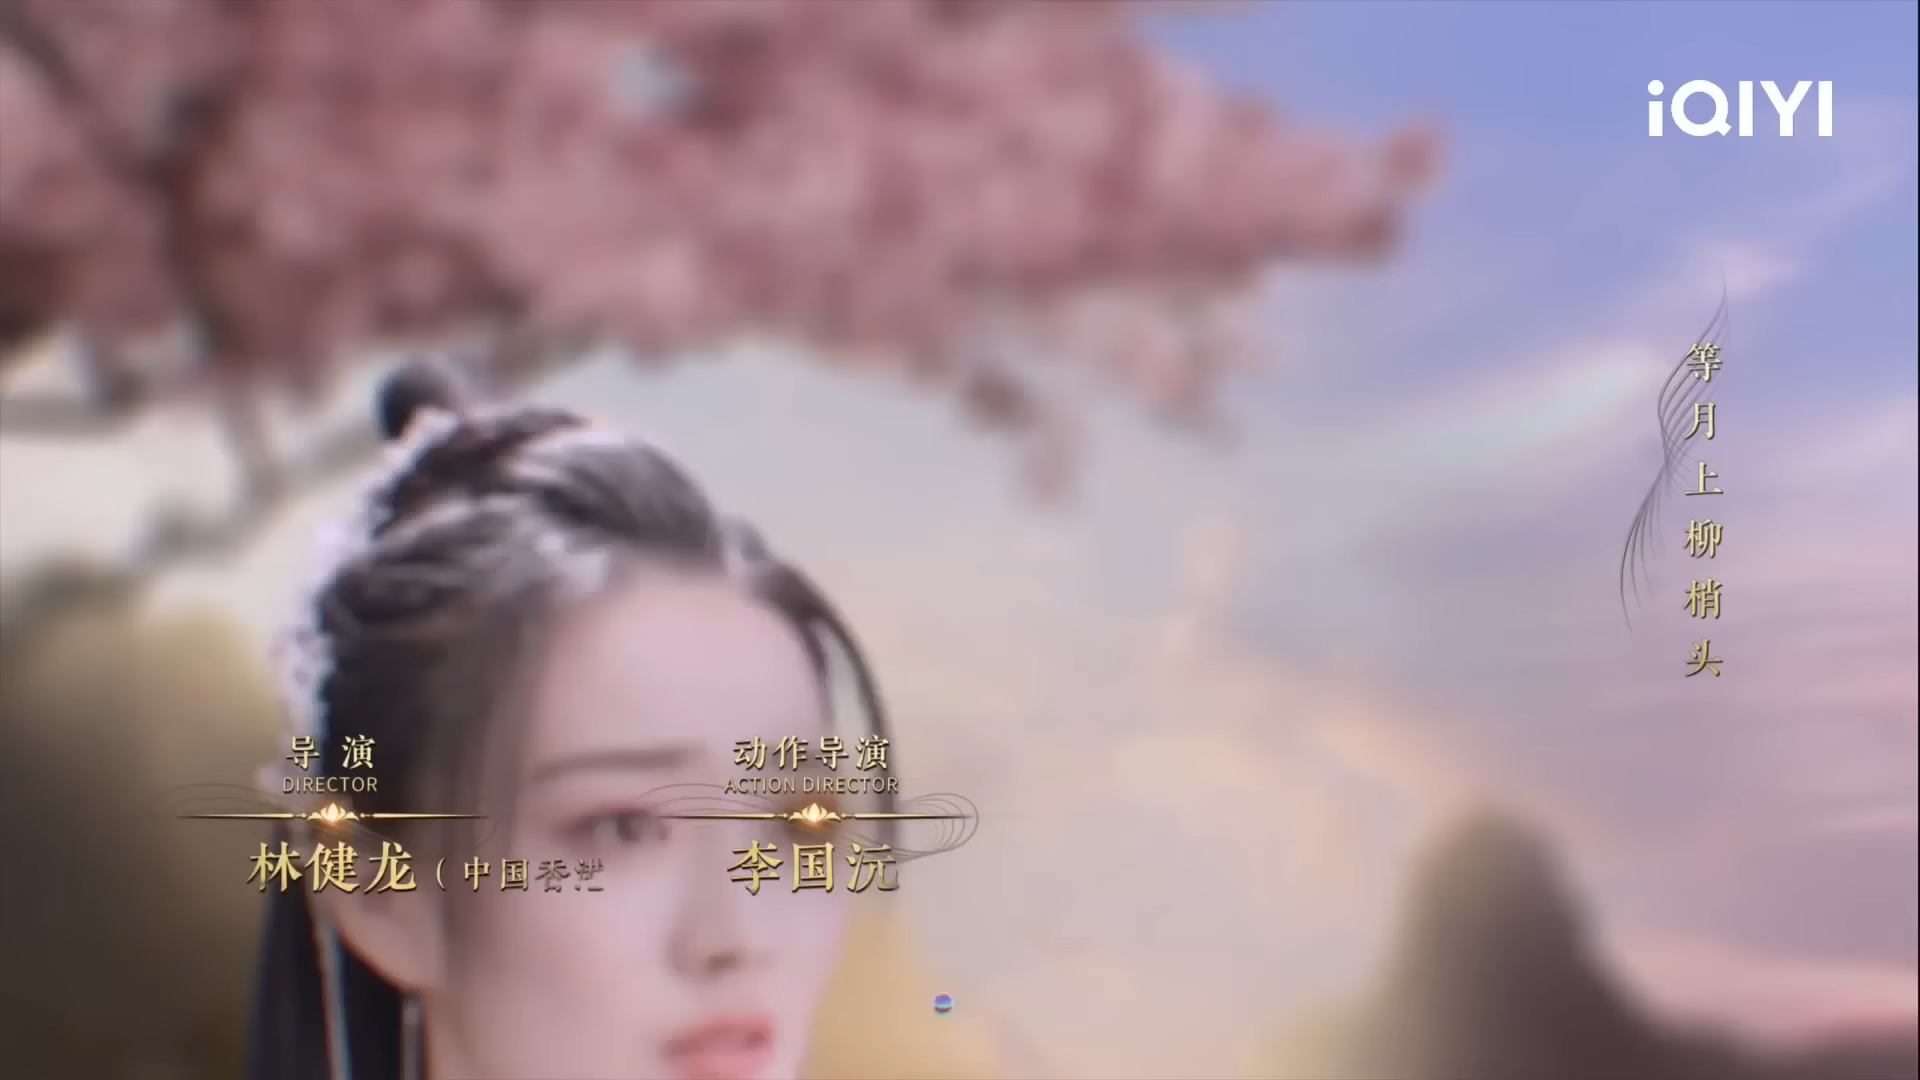 iQIYI
等月上柳梢头
导演
DIRECTOR
林健龙（中国香港
动作导演
ACTION DIRECTOR
李国沅